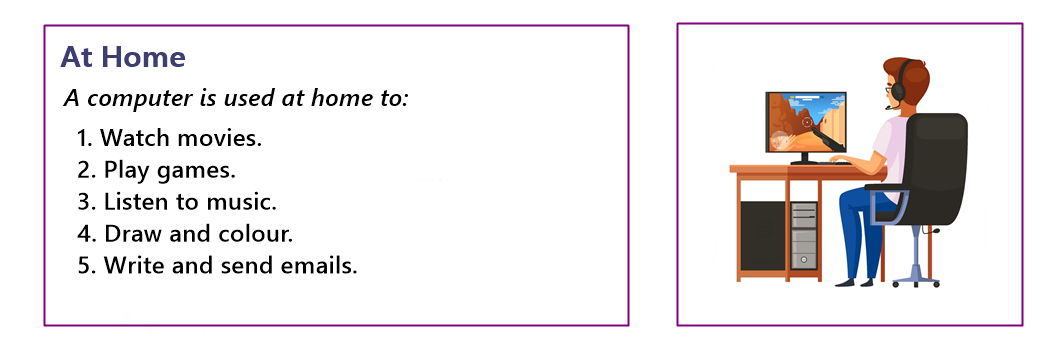 At Home
A computer is used at home to:
1. Watch movies.
2. Play games.
3. Listen to music.
4. Draw and colour.
5. Write and send emails.